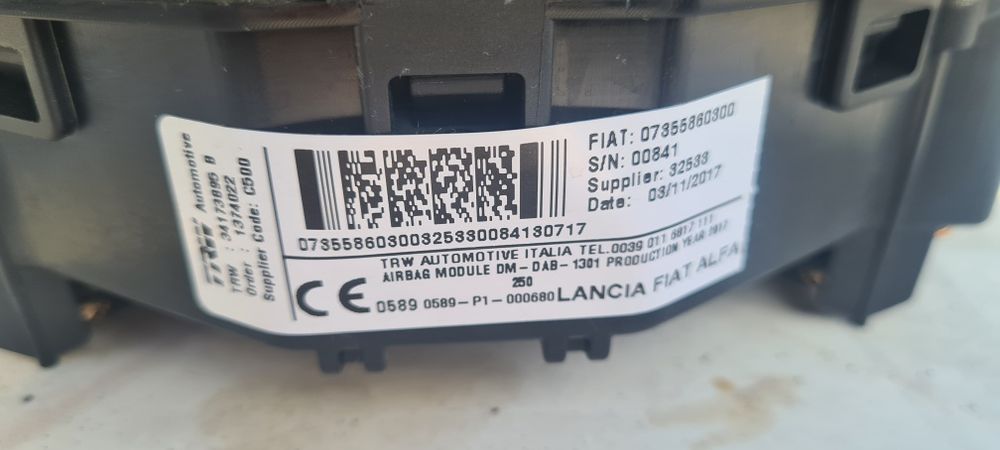 TRW Automotive
TRW : 34173895 B
Order : 1374022
Supplier Code: C500
FIAT: 07355860300
S/N: 00841
Supplier: 32533
Date: 03/11/2017
07355860300325330084130717
TRW AUTOMOTIVE ITALIA TEL.0039 011 6817 111
AIRBAG MODULE DM-DAB-1301 PRODUCTION YEAR 2017
250
CE 0589 0589-P1-000680 LANCIA FIAT ALFA